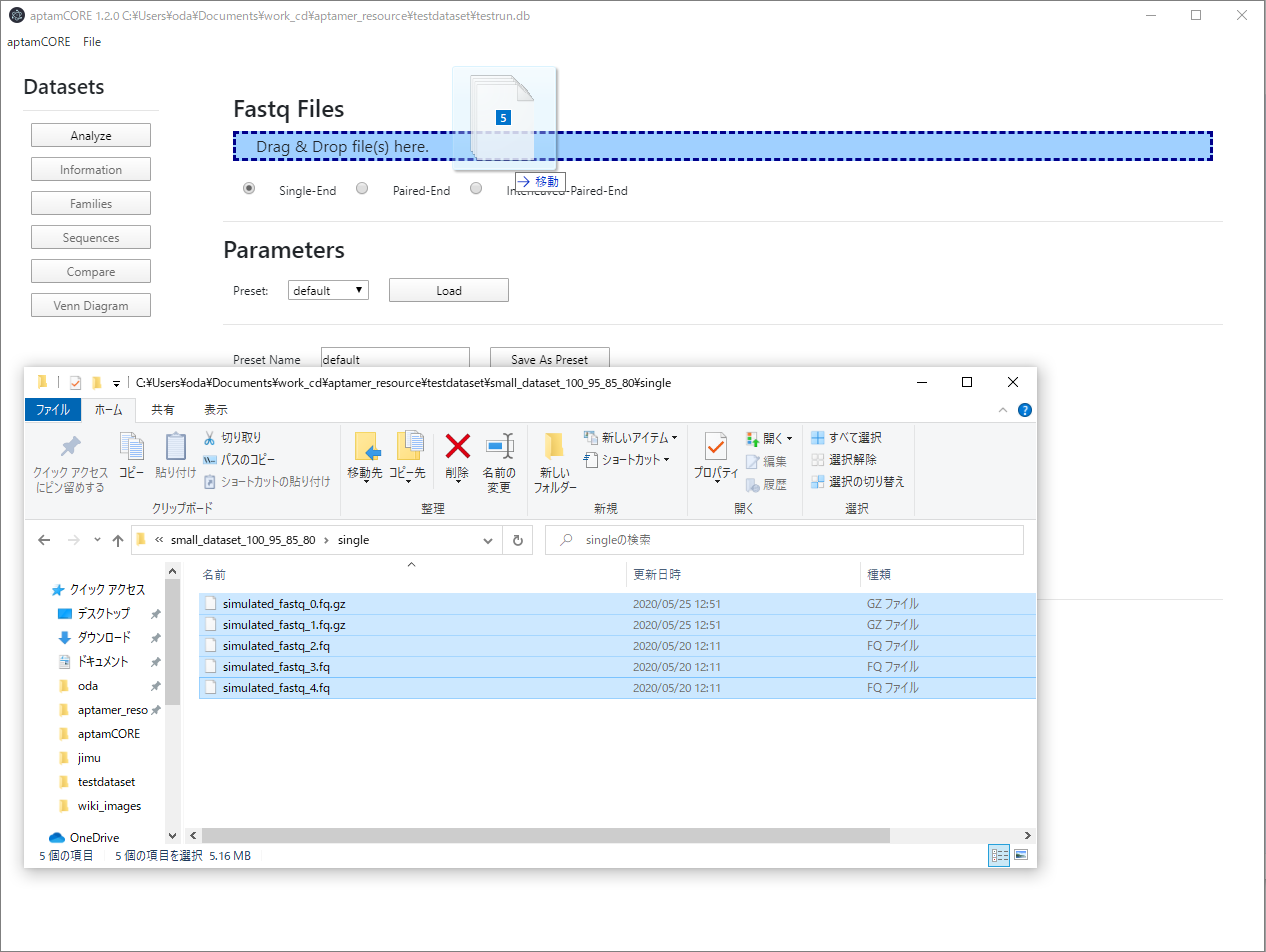 aptamCORE 1.2.0 C:¥Users¥oda¥Documents¥work_cd¥aptamer_resource¥testdataset¥testrun.db
aptamCORE File
Datasets
Analyze
Information
Families
Sequences
Compare
Venn Diagram
Fastq Files
5
Drag & Drop file(s) here.
移動
Single-End Paired-End Interleaved-Paired-End
Parameters
Preset: default Load
Preset Name default Save As Preset
C:¥Users¥oda¥Documents¥work_cd¥aptamer_resource¥testdataset¥small_dataset_100_95_85_80¥single
ファイル ホーム 共有 表示
クイック アクセス
にピン留めする
コピー
貼り付け
切り取り
パスのコピー
ショートカットの貼り付け
クリップボード
移動先
コピー先
削除
名前の
変更
整理
新しい
フォルダー
新しいアイテム
ショートカット
新規
プロパティ
開く
編集
履歴
開く
すべて選択
選択解除
選択の切り替え
選択
« small_dataset_100_95_85_80 › single
singleの検索
クイック アクセス
デスクトップ
ダウンロード
ドキュメント
oda
aptamer_reso
aptamCORE
jimu
testdataset
wiki_images
OneDrive
名前 更新日時 種類
simulated_fastq_0.fq.gz 2020/05/25 12:51 GZ ファイル
simulated_fastq_1.fq.gz 2020/05/25 12:51 GZ ファイル
simulated_fastq_2.fq 2020/05/20 12:11 FQ ファイル
simulated_fastq_3.fq 2020/05/20 12:11 FQ ファイル
simulated_fastq_4.fq 2020/05/20 12:11 FQ ファイル
5 個の項目 5 個の項目を選択 5.16 MB